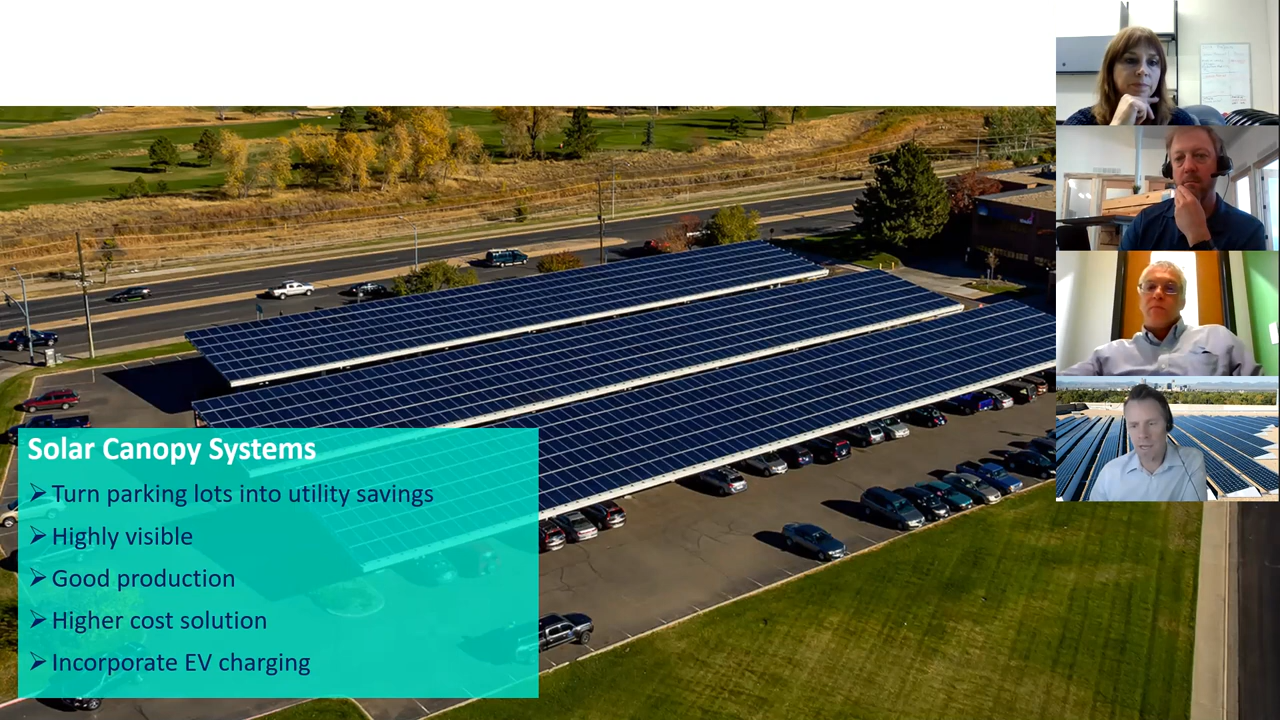 Solar Canopy Systems
➢ Turn parking lots into utility savings
➢ Highly visible
➢ Good production
➢ Higher cost solution
➢ Incorporate EV charging